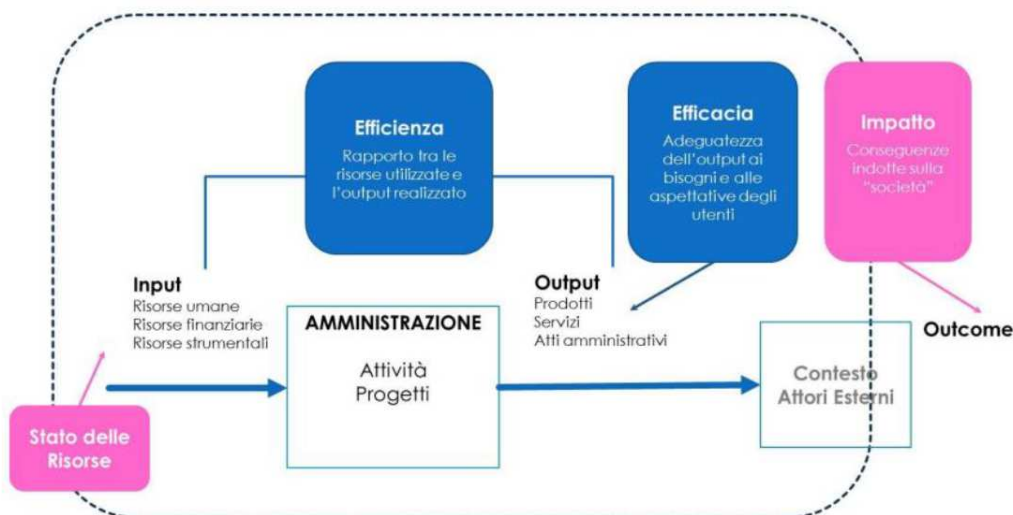 Efficienza
Rapporto tra le
risorse utilizzate e
l'output realizzato
Efficacia
Adeguatezza
dell'output ai
bisogni e alle
aspettative degli
utenti
Impatto
Conseguenze
indotte sulla
"società"
Input
Risorse umane
Risorse finanziarie
Risorse strumentali
AMMINISTRAZIONE
Attività
Progetti
Output
Prodotti
Servizi
Atti amministrativi
Outcome
Contesto
Attori Esterni
Stato delle
Risorse